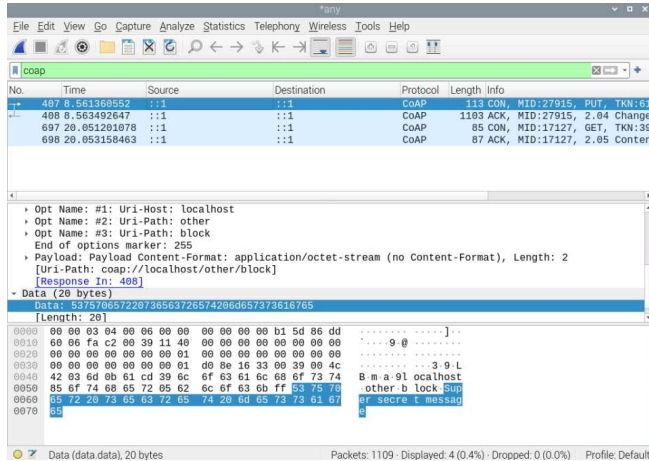 *any
File Edit View Go Capture Analyze Statistics Telephony Wireless Tools Help
coap
No. Time Source Destination Protocol Length Info
407 8.561360552 ::1 ::1 CoAP 113 CON, MID:27915, PUT, TKN:61
408 8.563492647 ::1 ::1 CoAP 1103 ACK, MID:27915, 2.04 Change
697 20.051201078 ::1 ::1 CoAP 85 CON, MID:17127, GET, TKN:39
698 20.053158463 ::1 ::1 CoAP 87 ACK, MID:17127, 2.05 Conten
Opt Name: #1: Uri-Host: localhost
Opt Name: #2: Uri-Path: other
Opt Name: #3: Uri-Path: block
End of options marker: 255
Payload: Payload Content-Format: application/octet-stream (no Content-Format), Length: 2
[Uri-Path: coap://localhost/other/block]
[Response In: 408]
Data (20 bytes)
Data: 537570657220736563726574206d657373616765
[Length: 20]
0000 00 00 03 04 00 06 00 00 00 00 00 00 b1 5d 86 dd ········ ·····]··
0010 60 06 fa c2 00 39 11 40 00 00 00 00 00 00 00 00 `····9·@ ········
0020 00 00 00 00 00 00 00 01 00 00 00 00 00 00 00 00 ········ ········
0030 00 00 00 00 00 00 00 01 d0 8e 16 33 00 39 00 4c ········ ···3·9·L
0040 42 03 6d 0b 61 cd 39 6c 6f 63 61 6c 68 6f 73 74 B·m·a·9l ocalhost
0050 85 6f 74 68 65 72 05 62 6c 6f 63 6b ff 53 75 70 ·other·b lock·Sup
0060 65 72 20 73 65 63 72 65 74 20 6d 65 73 73 61 67 er secre t messag
0070 65 e
Data (data.data), 20 bytes Packets: 1109 · Displayed: 4 (0.4%) · Dropped: 0 (0.0%) Profile: Default